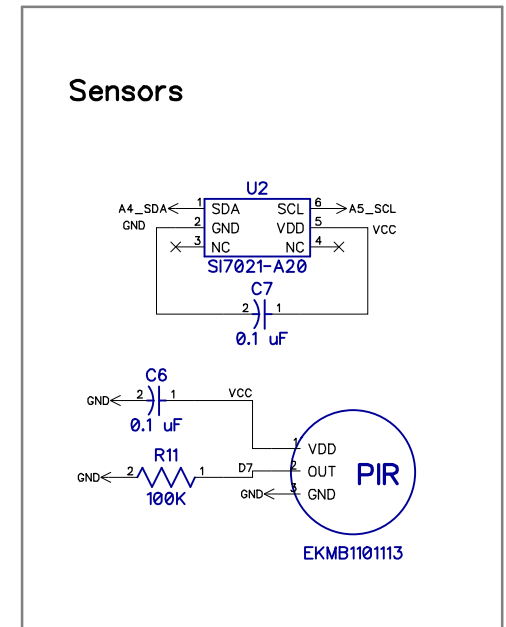 Sensors
U2
A4_SDA 1 SDA SCL 6 A5_SCL
GND 2 GND VDD 5 VCC
3 NC NC 4
SI7021-A20
C7
2 1
0.1 uF
C6
GND 2 1 VCC
0.1 uF
1 VDD
R11
GND 2 1 D7 2 OUT PIR
100K
GND 3 GND
EKMB1101113